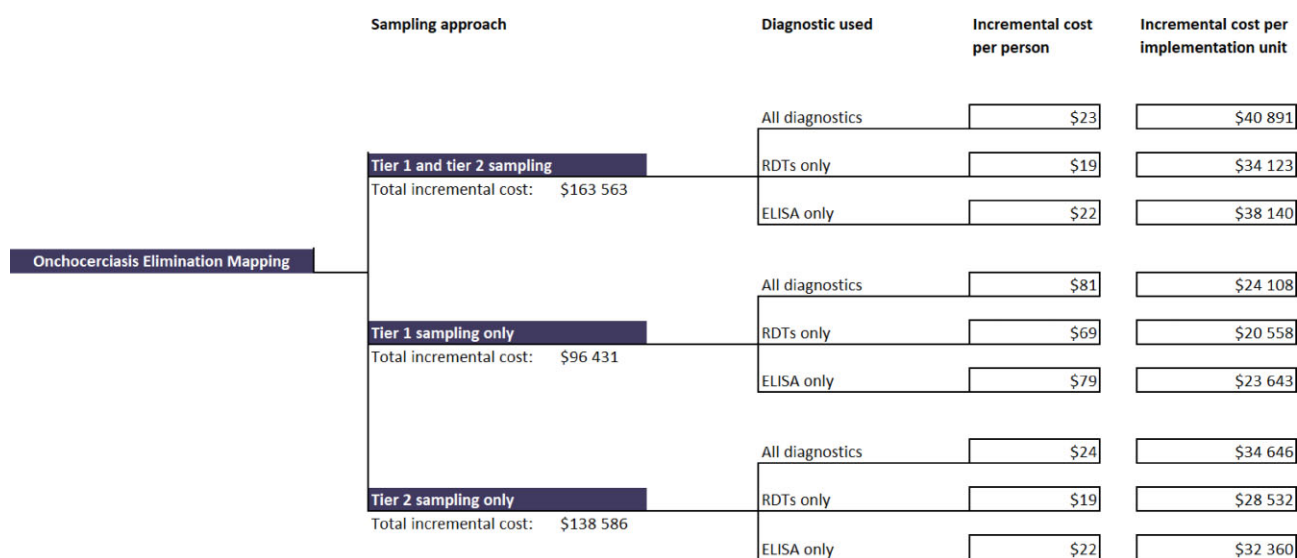 Sampling approach Diagnostic used Incremental cost per person Incremental cost per implementation unit
All diagnostics $23 $40 891
Tier 1 and tier 2 sampling RDTs only $19 $34 123
Total incremental cost: $163 563
ELISA only $22 $38 140
Onchocerciasis Elimination Mapping
All diagnostics $81 $24 108
Tier 1 sampling only RDTs only $69 $20 558
Total incremental cost: $96 431
ELISA only $79 $23 643
All diagnostics $24 $34 646
Tier 2 sampling only RDTs only $19 $28 532
Total incremental cost: $138 586
ELISA only $22 $32 360